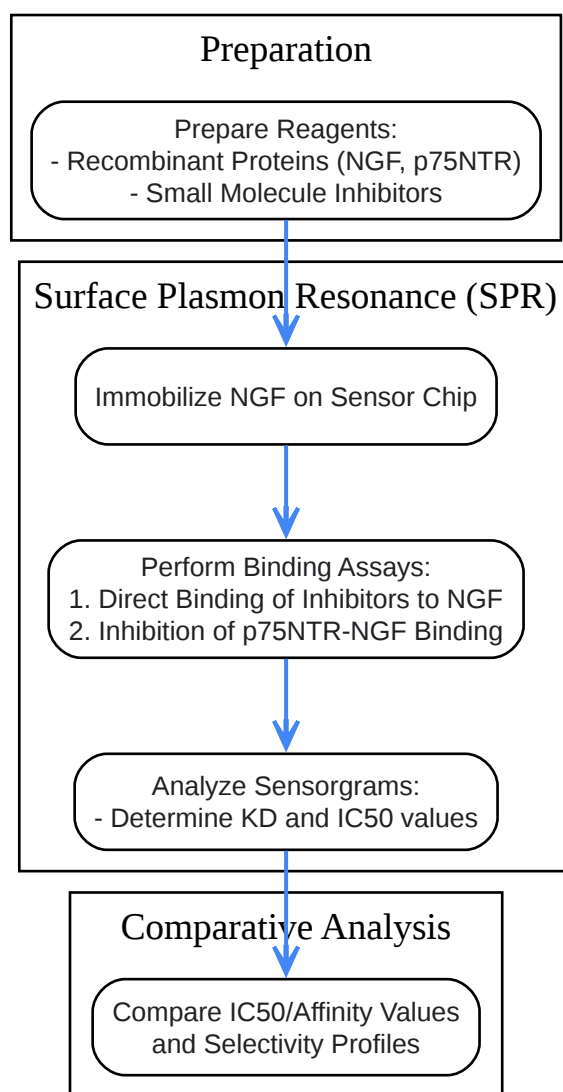 Preparation
Prepare Reagents:
- Recombinant Proteins (NGF, p75NTR)
- Small Molecule Inhibitors
Surface Plasmon Resonance (SPR)
Immobilize NGF on Sensor Chip
Perform Binding Assays:
1. Direct Binding of Inhibitors to NGF
2. Inhibition of p75NTR-NGF Binding
Analyze Sensorgrams:
- Determine KD and IC50 values
Comparative Analysis
Compare IC50/Affinity Values
and Selectivity Profiles